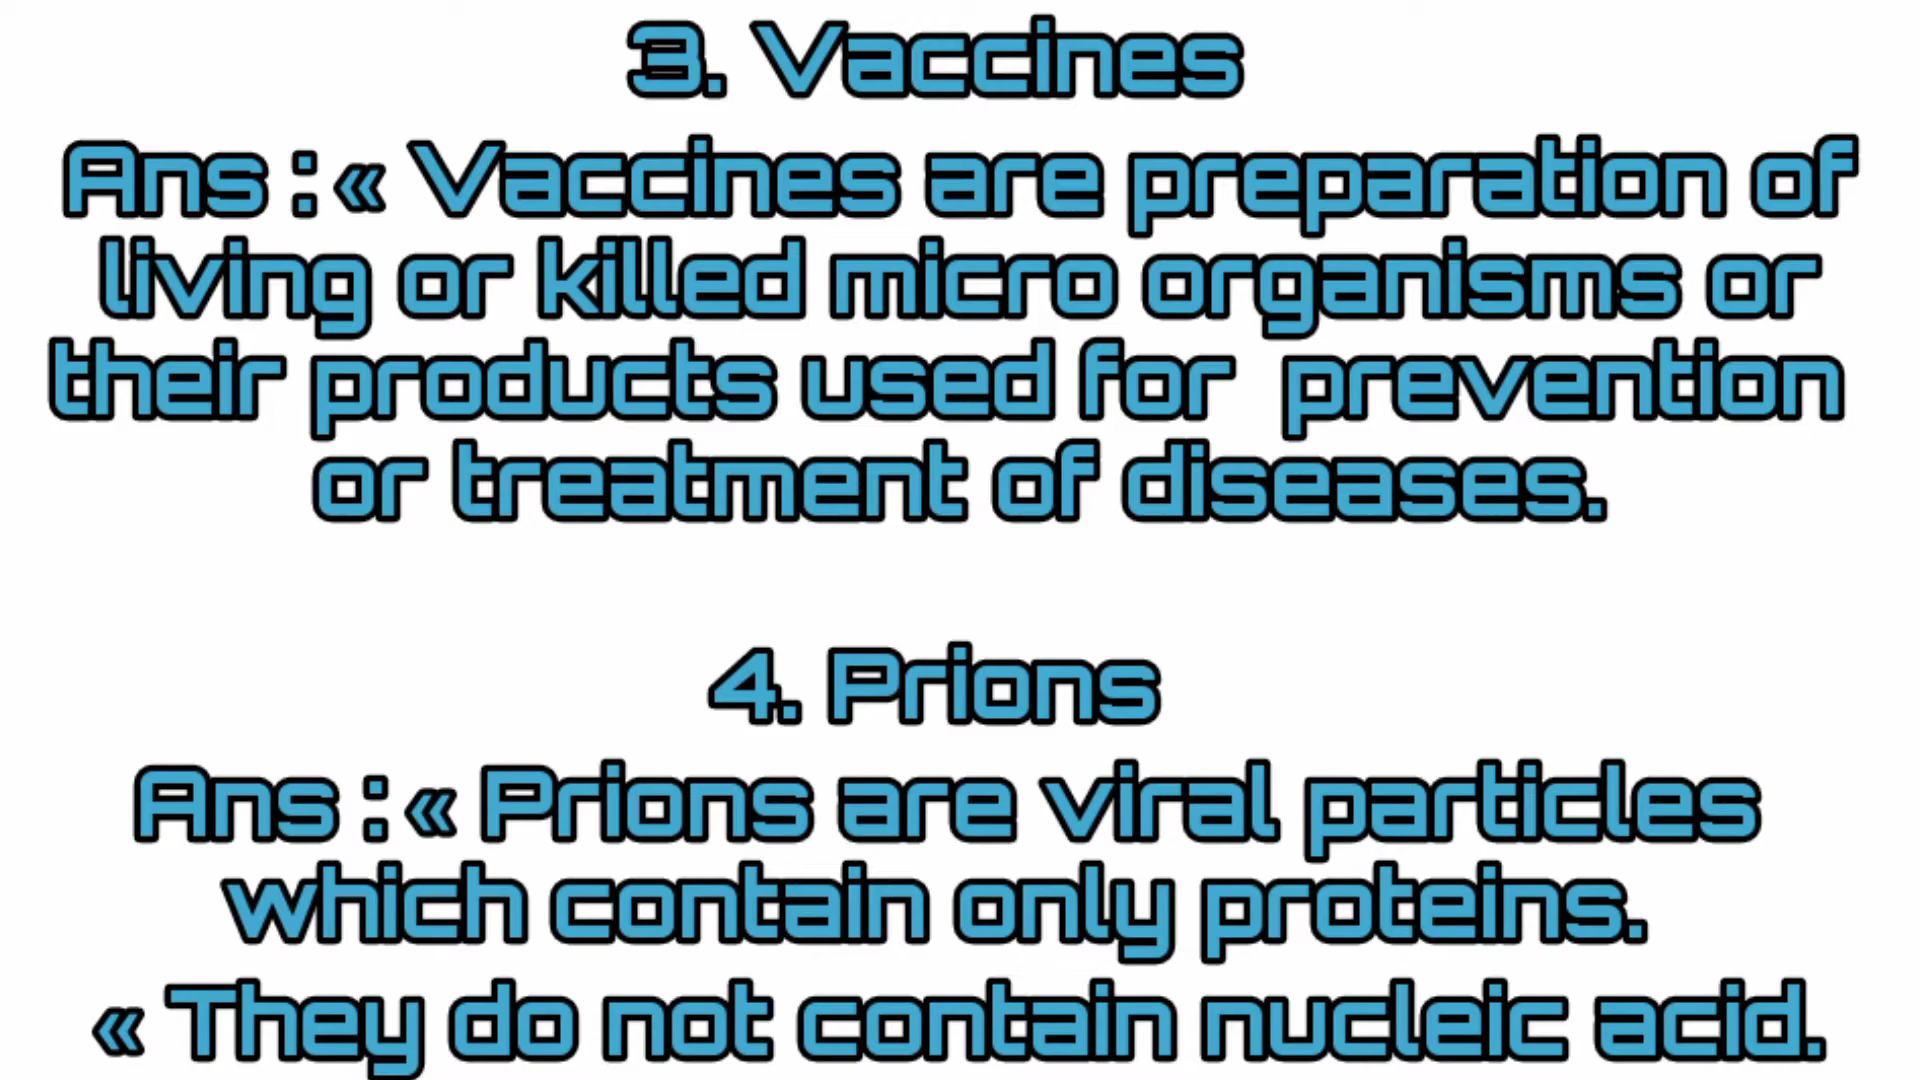 3. Vaccines
Ans : « Vaccines are preparation of
living or killed micro organisms or
their products used for prevention
or treatment of diseases.
4. Prions
Ans : « Prions are viral particles
which contain only proteins.
« They do not contain nucleic acid.